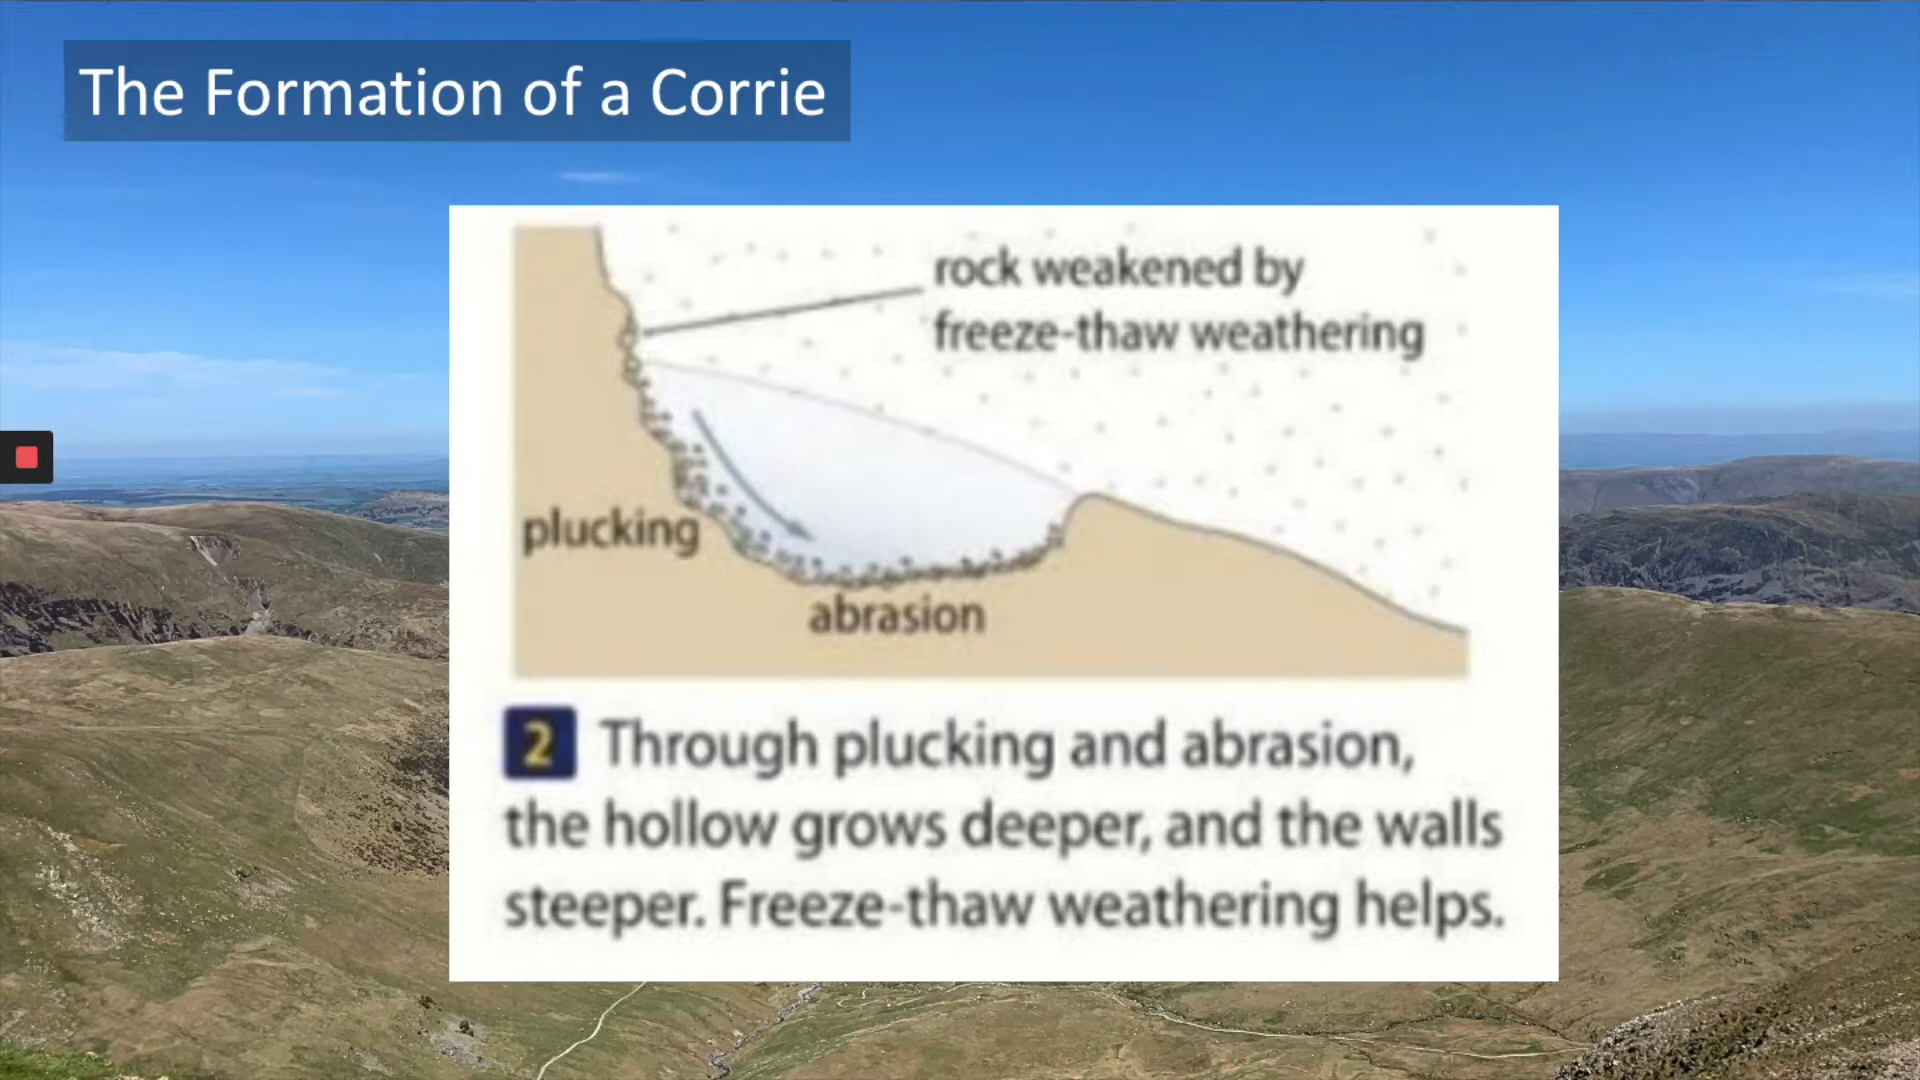 The Formation of a Corrie
rock weakened by
freeze-thaw weathering
plucking
abrasion
2 Through plucking and abrasion,
the hollow grows deeper, and the walls
steeper. Freeze-thaw weathering helps.